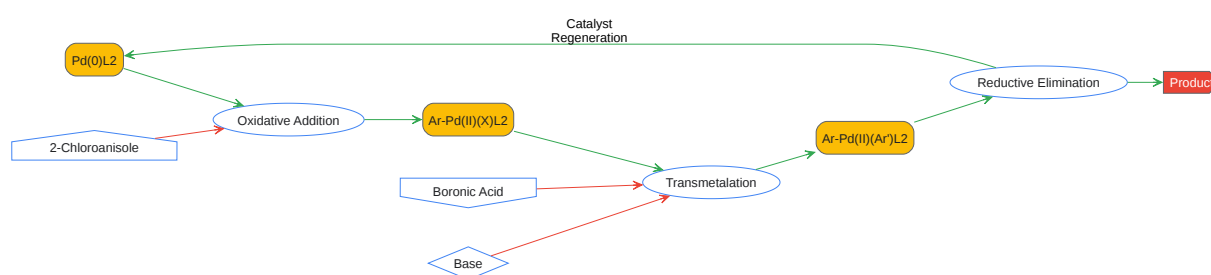 Catalyst
Regeneration
Pd(0)L2
Oxidative Addition
2-Chloroanisole
Ar-Pd(II)(X)L2
Boronic Acid
Base
Transmetalation
Ar-Pd(II)(Ar')L2
Reductive Elimination
Product